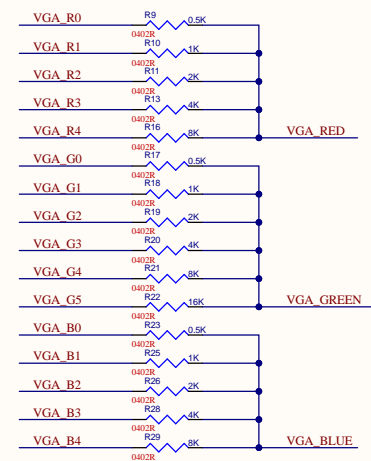 VGA_R0 R9 0.5K
0402R
VGA_R1 R10 1K
0402R
VGA_R2 R11 2K
0402R
VGA_R3 R13 4K
0402R
VGA_R4 R16 8K VGA_RED
0402R
VGA_G0 R17 0.5K
0402R
VGA_G1 R18 1K
0402R
VGA_G2 R19 2K
0402R
VGA_G3 R20 4K
0402R
VGA_G4 R21 8K
0402R
VGA_G5 R22 16K VGA_GREEN
0402R
VGA_B0 R23 0.5K
0402R
VGA_B1 R25 1K
0402R
VGA_B2 R26 2K
0402R
VGA_B3 R28 4K
0402R
VGA_B4 R29 8K VGA_BLUE
0402R